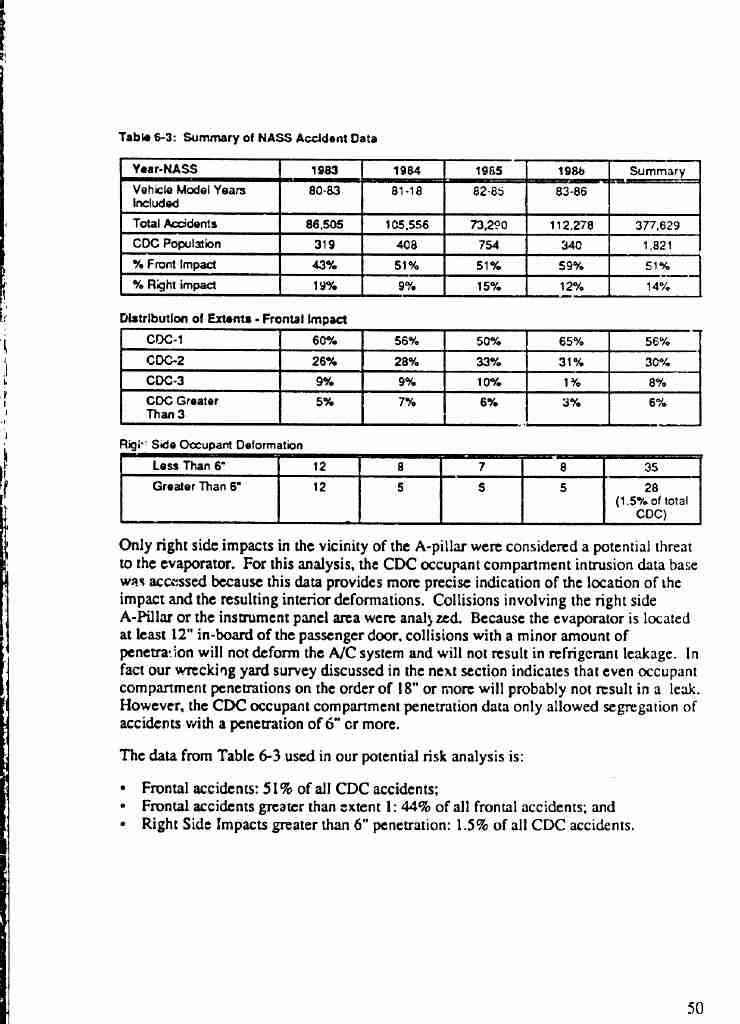 Table 6-3: Summary of NASS Accident Data
Year-NASS 1983 1984 1985 1986 Summary
Vehicle Model Years 80-83 81-18 82-85 83-86
Included
Total Accidents 86,505 105,556 73,290 112,278 377,629
CDC Population 319 408 754 340 1,821
% Front Impact 43% 51% 51% 59% 51%
% Right impact 19% 9% 15% 12% 14%
Distribution of Extents - Frontal Impact
CDC-1 60% 56% 50% 65% 56%
CDC-2 26% 28% 33% 31% 30%
CDC-3 9% 9% 10% 1% 8%
CDC Greater 5% 7% 6% 3% 6%
Than 3
Right Side Occupant Deformation
Less Than 6" 12 8 7 8 35
Greater Than 6" 12 5 5 5 28
(1.5% of total
CDC)
Only right side impacts in the vicinity of the A-pillar were considered a potential threat
to the evaporator. For this analysis, the CDC occupant compartment intrusion data base
was accessed because this data provides more precise indication of the location of the
impact and the resulting interior deformations. Collisions involving the right side
A-Pillar or the instrument panel area were analyzed. Because the evaporator is located
at least 12" in-board of the passenger door, collisions with a minor amount of
penetration will not deform the A/C system and will not result in refrigerant leakage. In
fact our wrecking yard survey discussed in the next section indicates that even occupant
compartment penetrations on the order of 18" or more will probably not result in a leak.
However, the CDC occupant compartment penetration data only allowed segregation of
accidents with a penetration of 6" or more.
The data from Table 6-3 used in our potential risk analysis is:
• Frontal accidents: 51% of all CDC accidents;
• Frontal accidents greater than extent 1: 44% of all frontal accidents; and
• Right Side Impacts greater than 6" penetration: 1.5% of all CDC accidents.
50